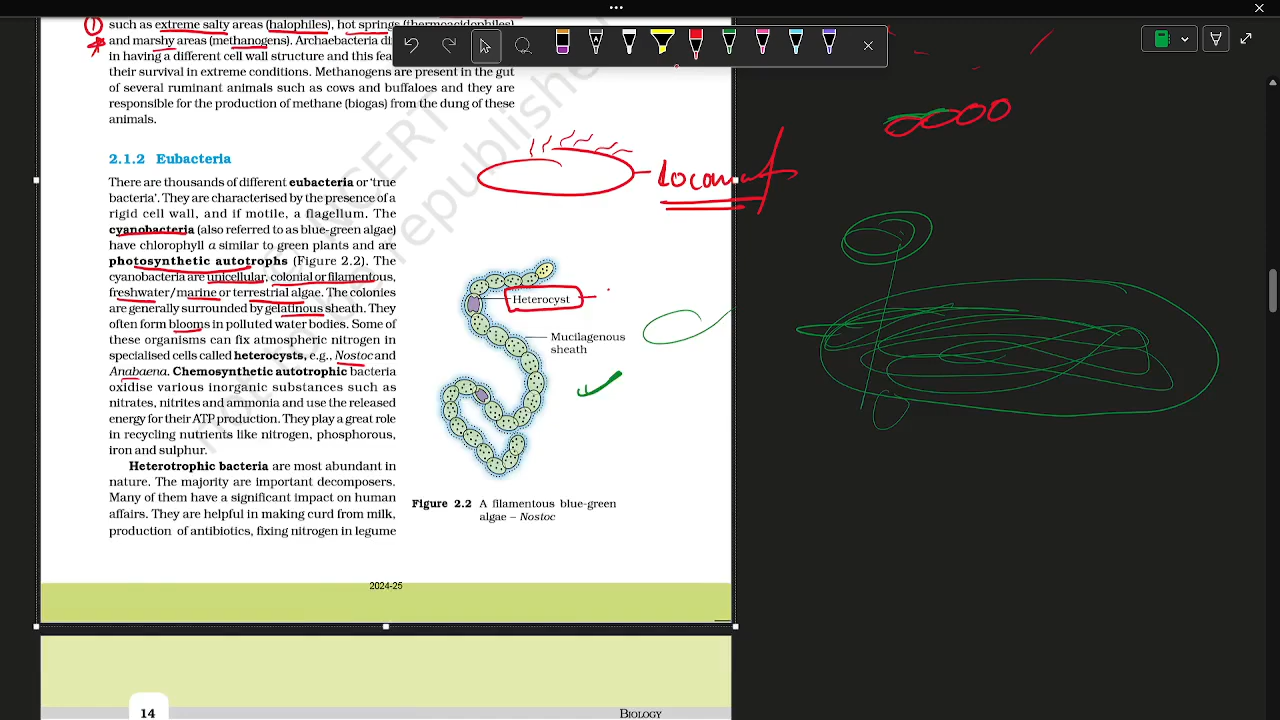 such as extreme salty areas (halophiles), hot springs (thermoacidophiles)
and marshy areas (methanogens). Archaebacteria
in having a different cell wall structure and this
their survival in extreme conditions. Methanogens are present in the gut
of several ruminant animals such as cows and buffaloes and they are
responsible for the production of methane (biogas) from the dung of these
animals.
2.1.2 Eubacteria
There are thousands of different eubacteria or ‘true
bacteria’. They are characterised by the presence of a
rigid cell wall, and if motile, a flagellum. The
cyanobacteria (also referred to as blue-green algae)
have chlorophyll a similar to green plants and are
photosynthetic autotrophs (Figure 2.2). The
cyanobacteria are unicellular, colonial or filamentous,
freshwater/marine or terrestrial algae. The colonies
are generally surrounded by gelatinous sheath. They
often form blooms in polluted water bodies. Some of
these organisms can fix atmospheric nitrogen in
specialised cells called heterocysts, e.g., Nostoc and
Anabaena. Chemosynthetic autotrophic bacteria
oxidise various inorganic substances such as
nitrates, nitrites and ammonia and use the released
energy for their ATP production. They play a great role
in recycling nutrients like nitrogen, phosphorous,
iron and sulphur.
Heterotrophic bacteria are most abundant in
nature. The majority are important decomposers.
Many of them have a significant impact on human
affairs. They are helpful in making curd from milk,
production of antibiotics, fixing nitrogen in legume
Heterocyst
Mucilagenous
sheath
Figure 2.2 A filamentous blue-green
algae – Nostoc
2024-25
14
BIOLOGY